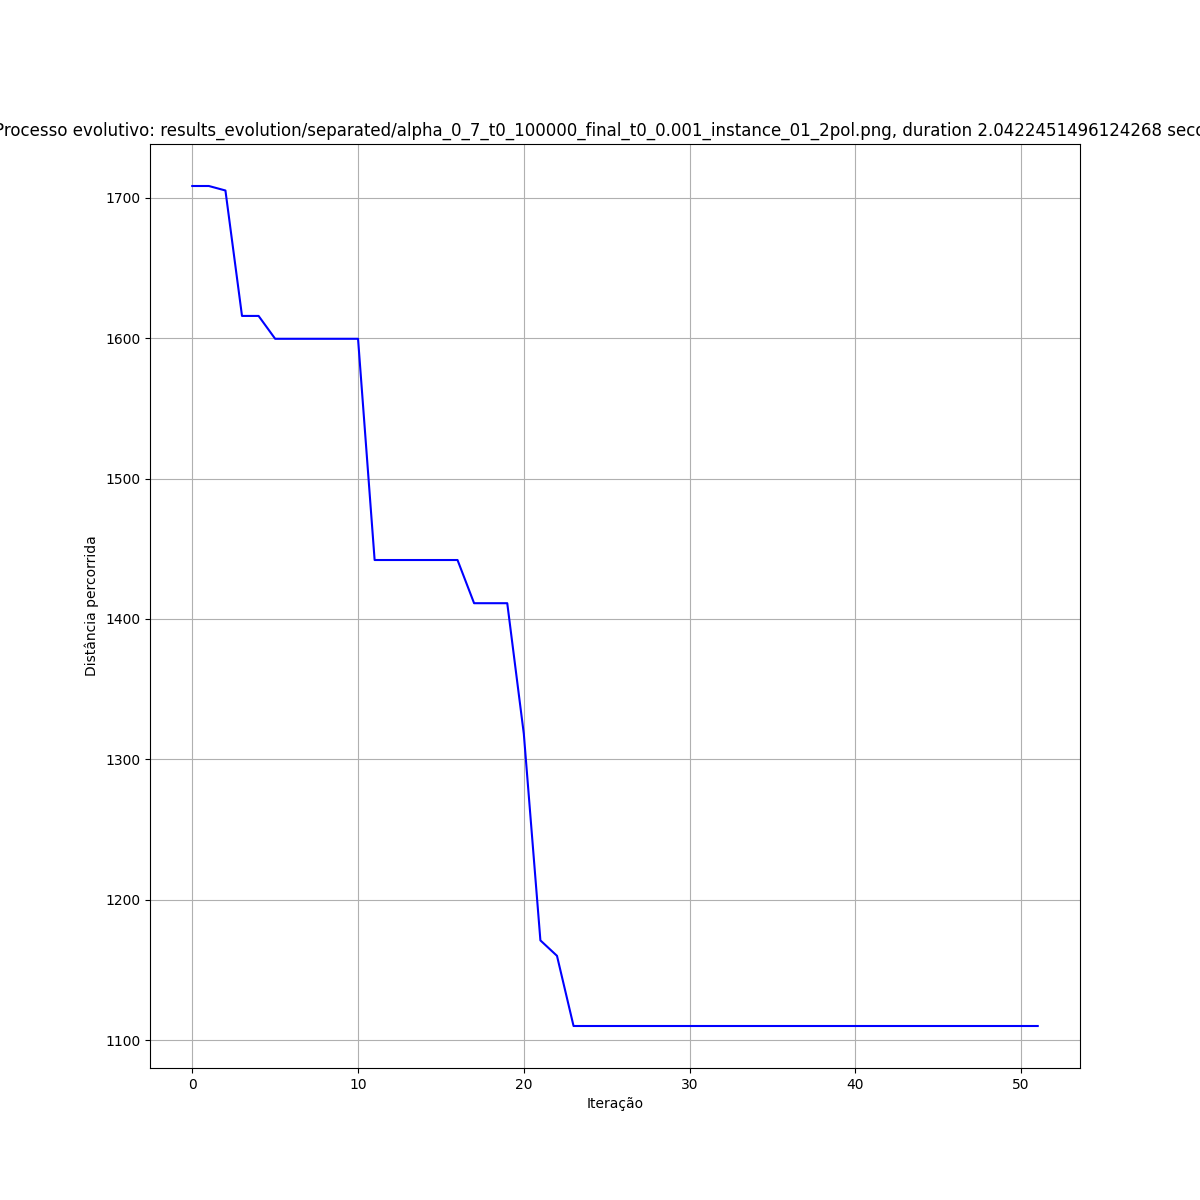 Processo evolutivo: results_evolution/separated/alpha_0_7_t0_100000_final_t0_0.001_instance_01_2pol.png, duration 2.0422451496124268 seco
1700
1600
1500
1400
1300
1200
1100
Distância percorrida
0 10 20 30 40 50
Iteração